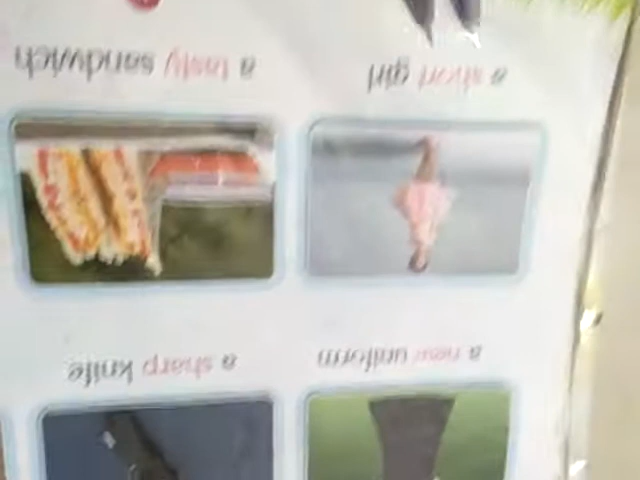 a new uniform
a sharp knife
a short girl
a tasty sandwich